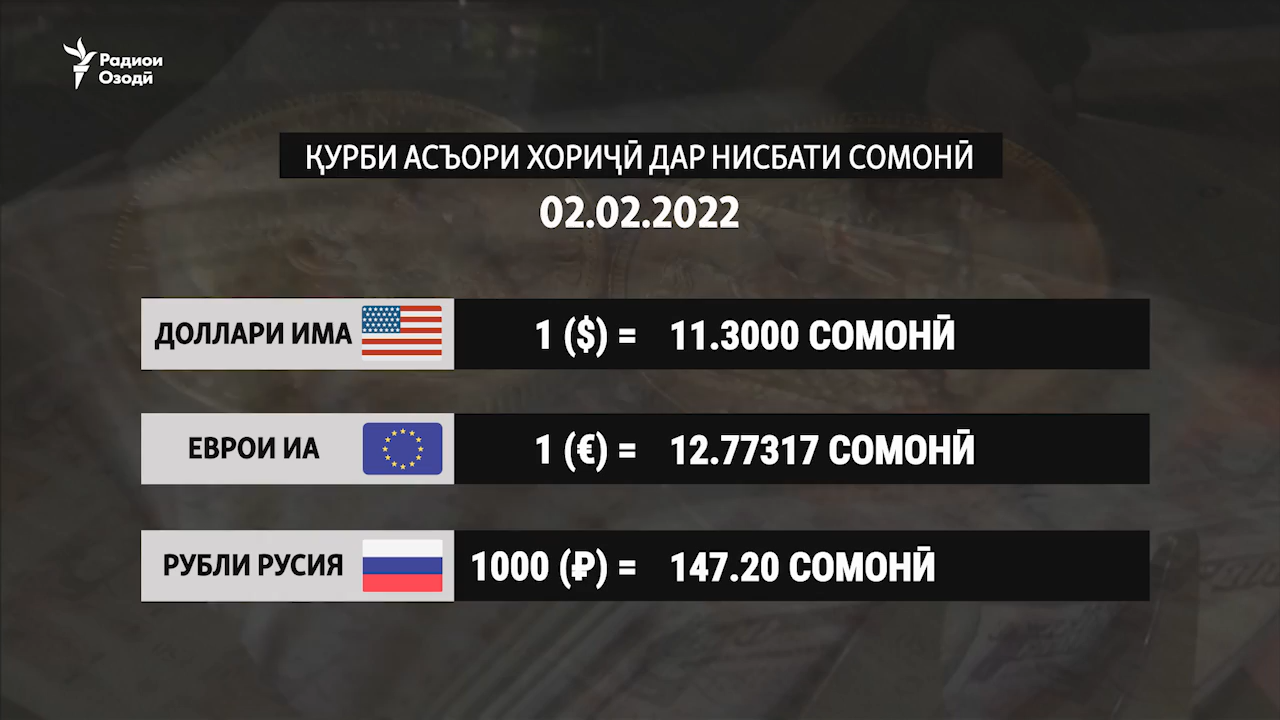 Радиои
Озодӣ
ҚУРБИ АСЪОРИ ХОРИҶӢ ДАР НИСБАТИ СОМОНӢ
02.02.2022
ДОЛЛАРИ ИМА 1 ($) = 11.3000 СОМОНӢ
ЕВРОИ ИА 1 (€) = 12.77317 СОМОНӢ
РУБЛИ РУСИЯ 1000 (₽) = 147.20 СОМОНӢ